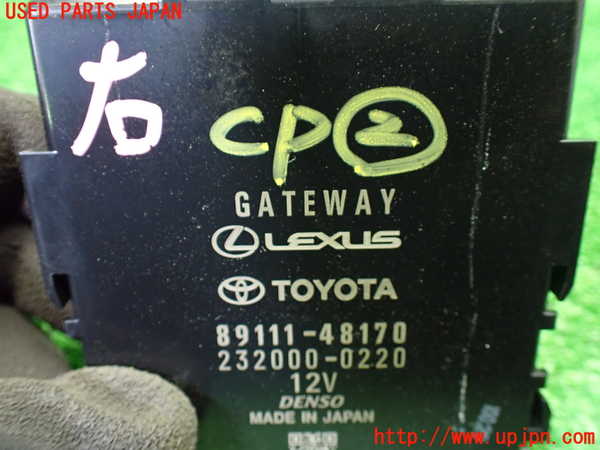 USED PARTS JAPAN
右
CP②
GATEWAY
LEXUS
TOYOTA
89111-48170
232000-0220
12V
DENSO
MADE IN JAPAN
http://www.upjpn.com